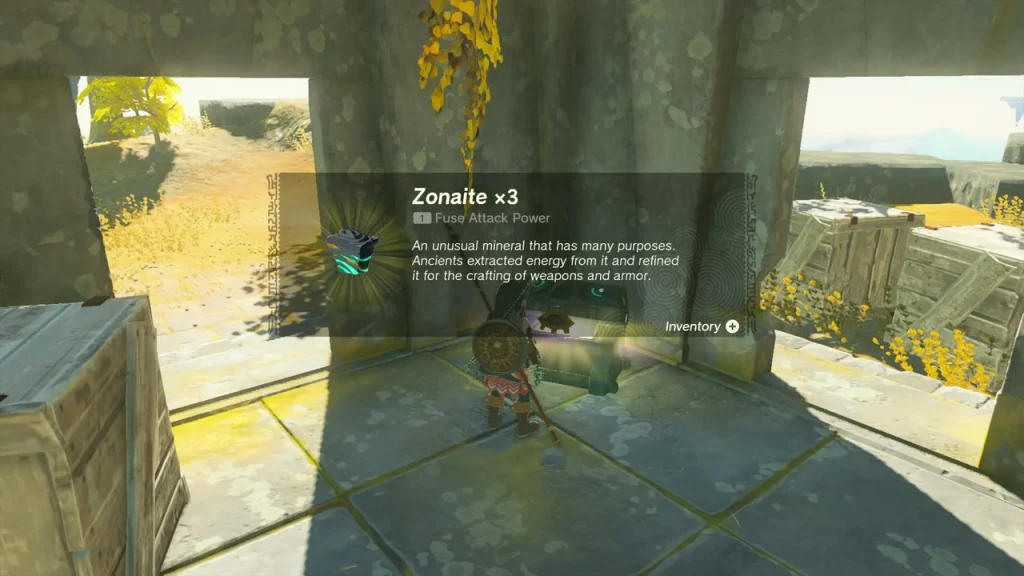 Zonaite ×3
1 Fuse Attack Power
An unusual mineral that has many purposes.
Ancients extracted energy from it and refined
it for the crafting of weapons and armor.
Inventory